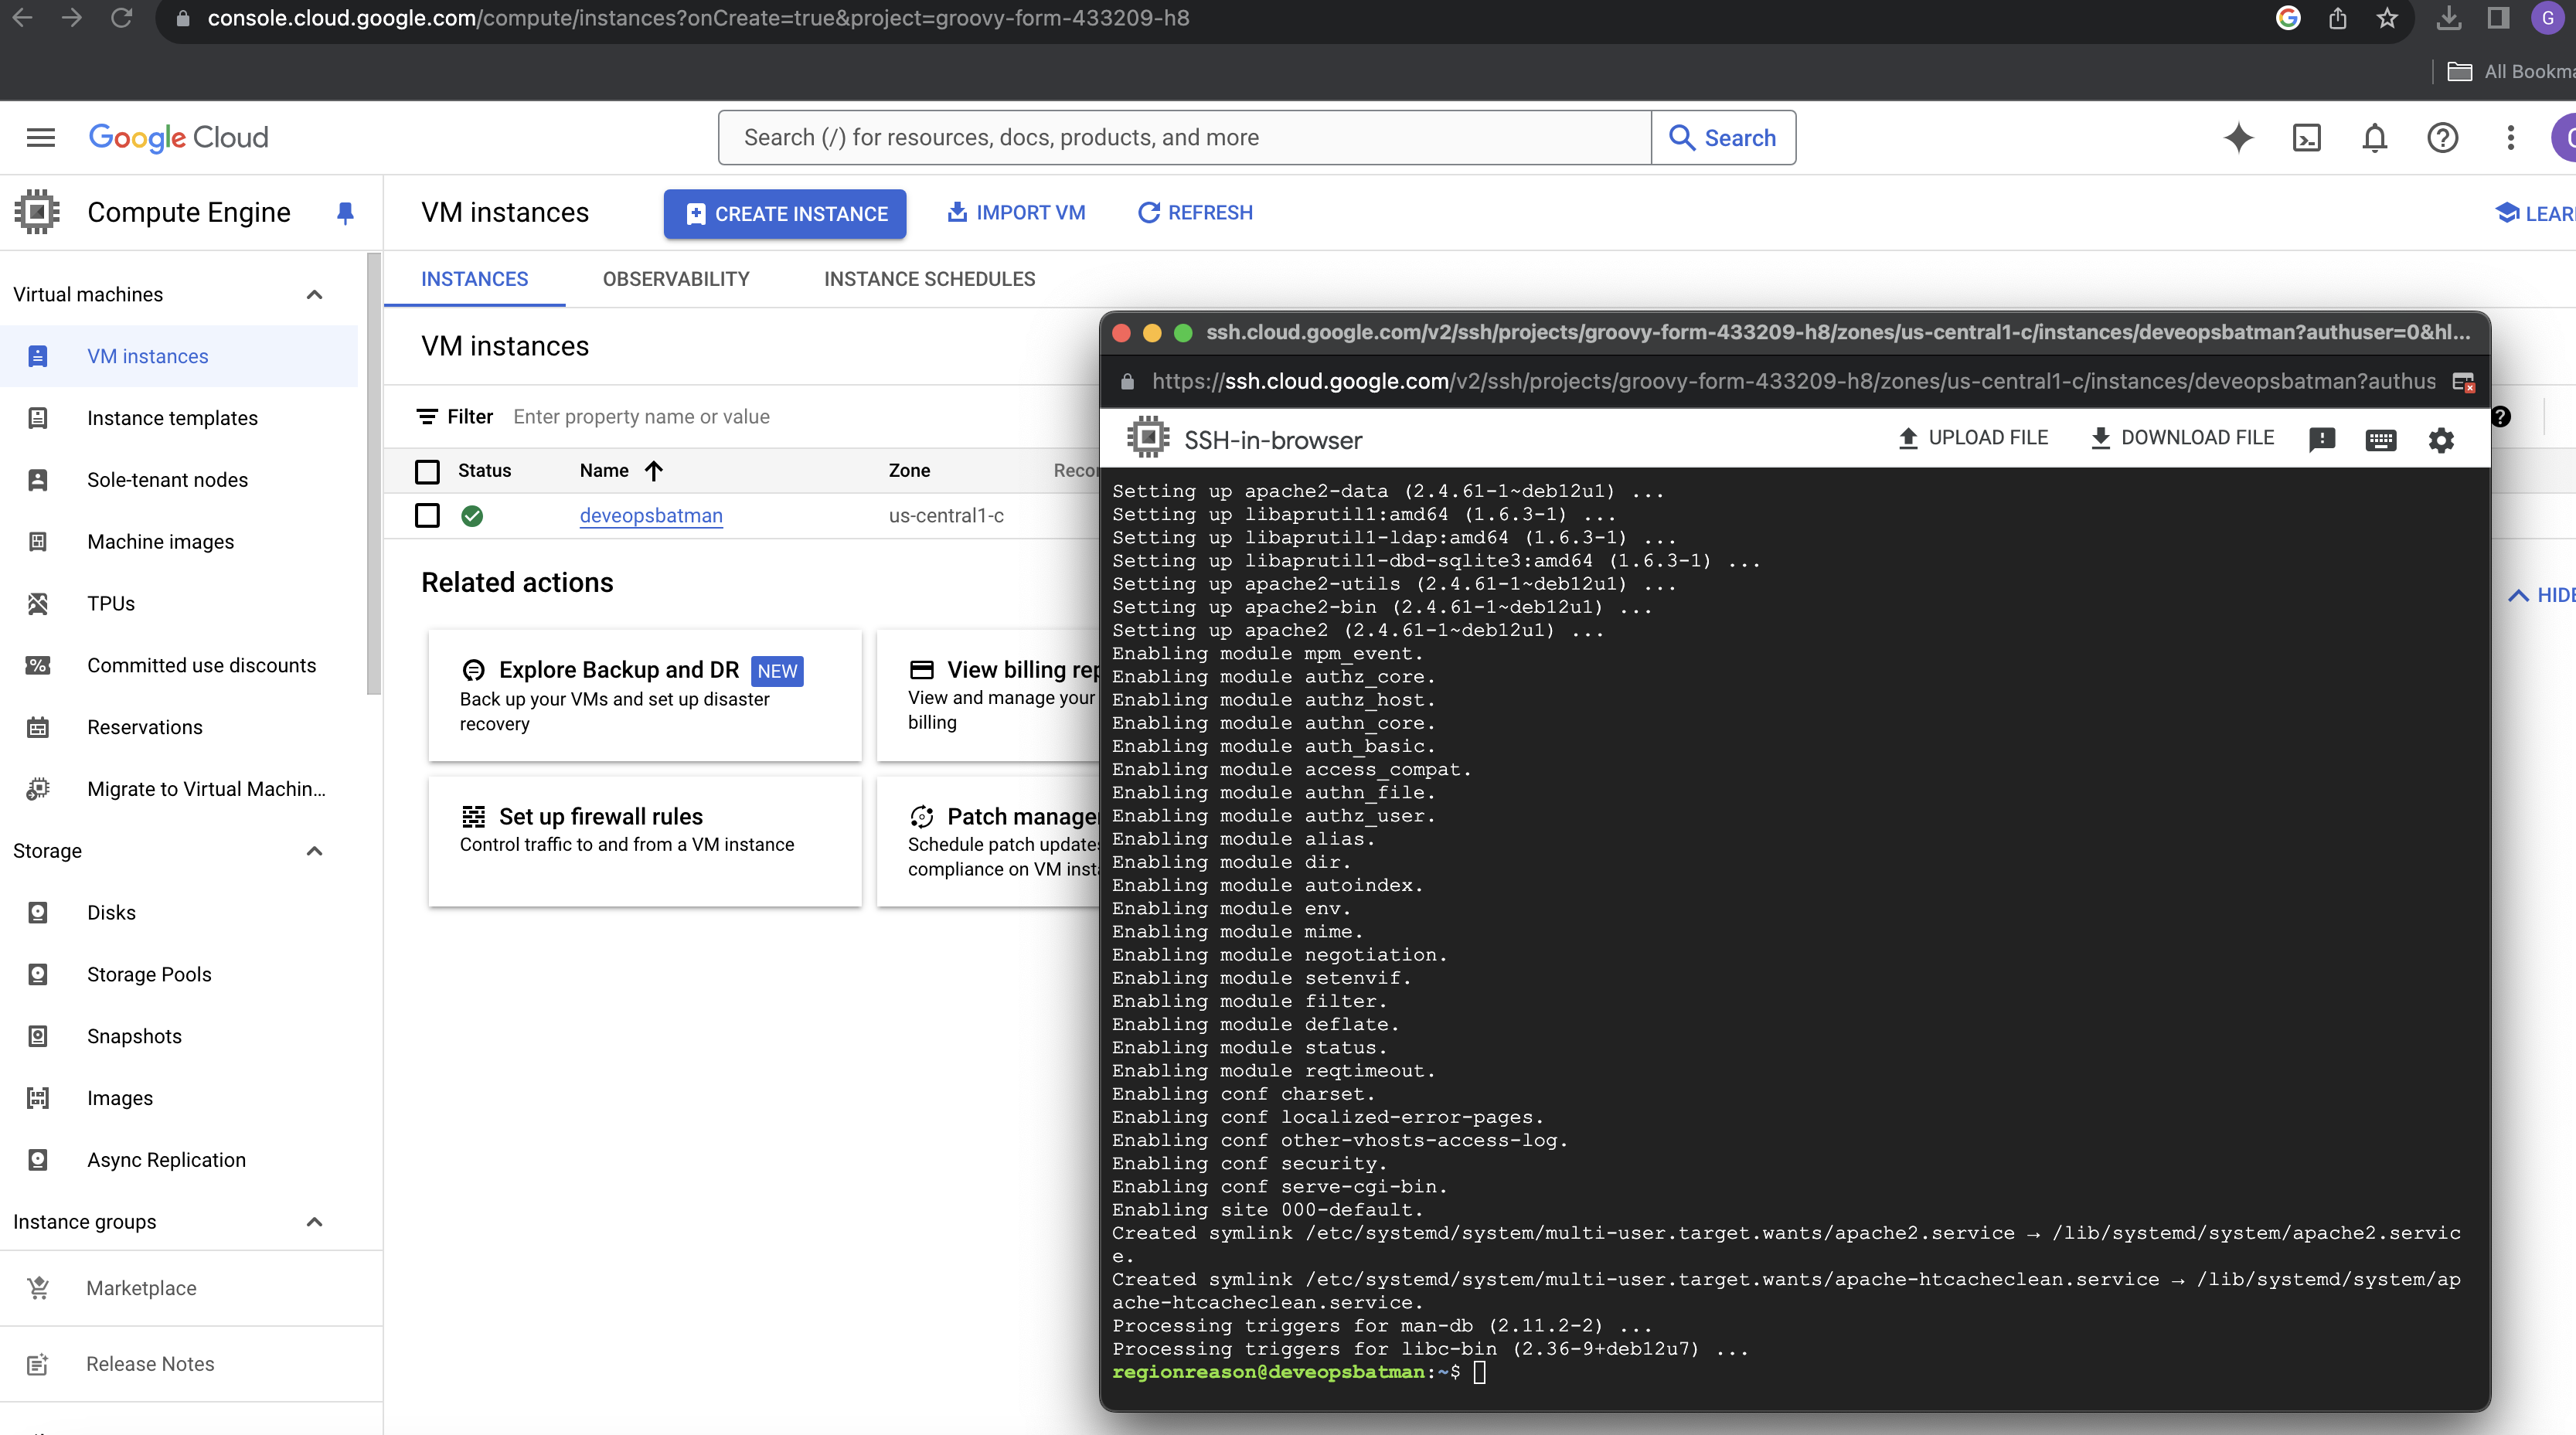 console.cloud.google.com/compute/instances?onCreate=true&project=groovy-form-433209-h8
G
All Bookma
Google Cloud
Search (/) for resources, docs, products, and more
Search
Compute Engine
VM instances
CREATE INSTANCE
IMPORT VM
REFRESH
LEAR
INSTANCES
OBSERVABILITY
INSTANCE SCHEDULES
Virtual machines
VM instances
Instance templates
Sole-tenant nodes
Machine images
TPUs
Committed use discounts
Reservations
Migrate to Virtual Machin...
Storage
Disks
Storage Pools
Snapshots
Images
Async Replication
Instance groups
Marketplace
Release Notes
VM instances
Filter
Enter property name or value
Status
Name
Zone
Recor
deveopsbatman
us-central1-c
Related actions
HIDE
Explore Backup and DR
NEW
Back up your VMs and set up disaster
recovery
View billing rep
View and manage your
billing
Set up firewall rules
Control traffic to and from a VM instance
Patch manage
Schedule patch update
compliance on VM inst
ssh.cloud.google.com/v2/ssh/projects/groovy-form-433209-h8/zones/us-central1-c/instances/deveopsbatman?authuser=0&hl...
https://ssh.cloud.google.com/v2/ssh/projects/groovy-form-433209-h8/zones/us-central1-c/instances/deveopsbatman?authus
SSH-in-browser
UPLOAD FILE
DOWNLOAD FILE
Setting up apache2-data (2.4.61-1~deb12u1) ...
Setting up libaprutil1:amd64 (1.6.3-1) ...
Setting up libaprutil1-ldap:amd64 (1.6.3-1) ...
Setting up libaprutil1-dbd-sqlite3:amd64 (1.6.3-1) ...
Setting up apache2-utils (2.4.61-1~deb12u1) ...
Setting up apache2-bin (2.4.61-1~deb12u1) ...
Setting up apache2 (2.4.61-1~deb12u1) ...
Enabling module mpm_event.
Enabling module authz_core.
Enabling module authz_host.
Enabling module authn_core.
Enabling module auth_basic.
Enabling module access_compat.
Enabling module authn_file.
Enabling module authz_user.
Enabling module alias.
Enabling module dir.
Enabling module autoindex.
Enabling module env.
Enabling module mime.
Enabling module negotiation.
Enabling module setenvif.
Enabling module filter.
Enabling module deflate.
Enabling module status.
Enabling module reqtimeout.
Enabling conf charset.
Enabling conf localized-error-pages.
Enabling conf other-vhosts-access-log.
Enabling conf security.
Enabling conf serve-cgi-bin.
Enabling site 000-default.
Created symlink /etc/systemd/system/multi-user.target.wants/apache2.service → /lib/systemd/system/apache2.servic
e.
Created symlink /etc/systemd/system/multi-user.target.wants/apache-htcacheclean.service → /lib/systemd/system/ap
ache-htcacheclean.service.
Processing triggers for man-db (2.11.2-2) ...
Processing triggers for libc-bin (2.36-9+deb12u7) ...
regionreason@deveopsbatman:~$